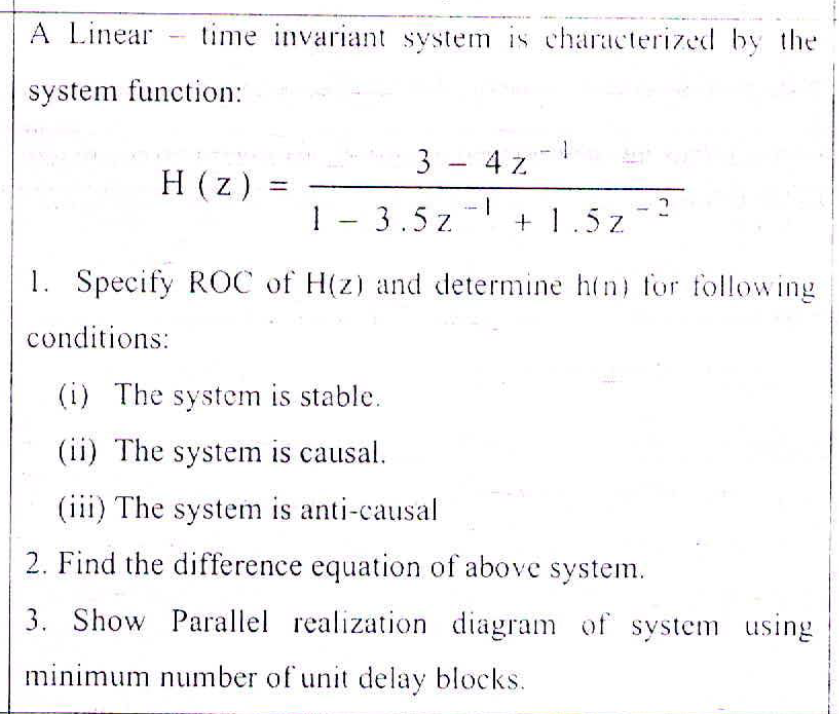 A Linear – time invariant system is characterized by the
system function:
H (z) = \frac{3 - 4z^{-1}}{1 - 3.5z^{-1} + 1.5z^{-2}}
1. Specify ROC of H(z) and determine h(n) for following
conditions:
(i) The system is stable.
(ii) The system is causal.
(iii) The system is anti-causal
2. Find the difference equation of above system.
3. Show Parallel realization diagram of system using
minimum number of unit delay blocks.